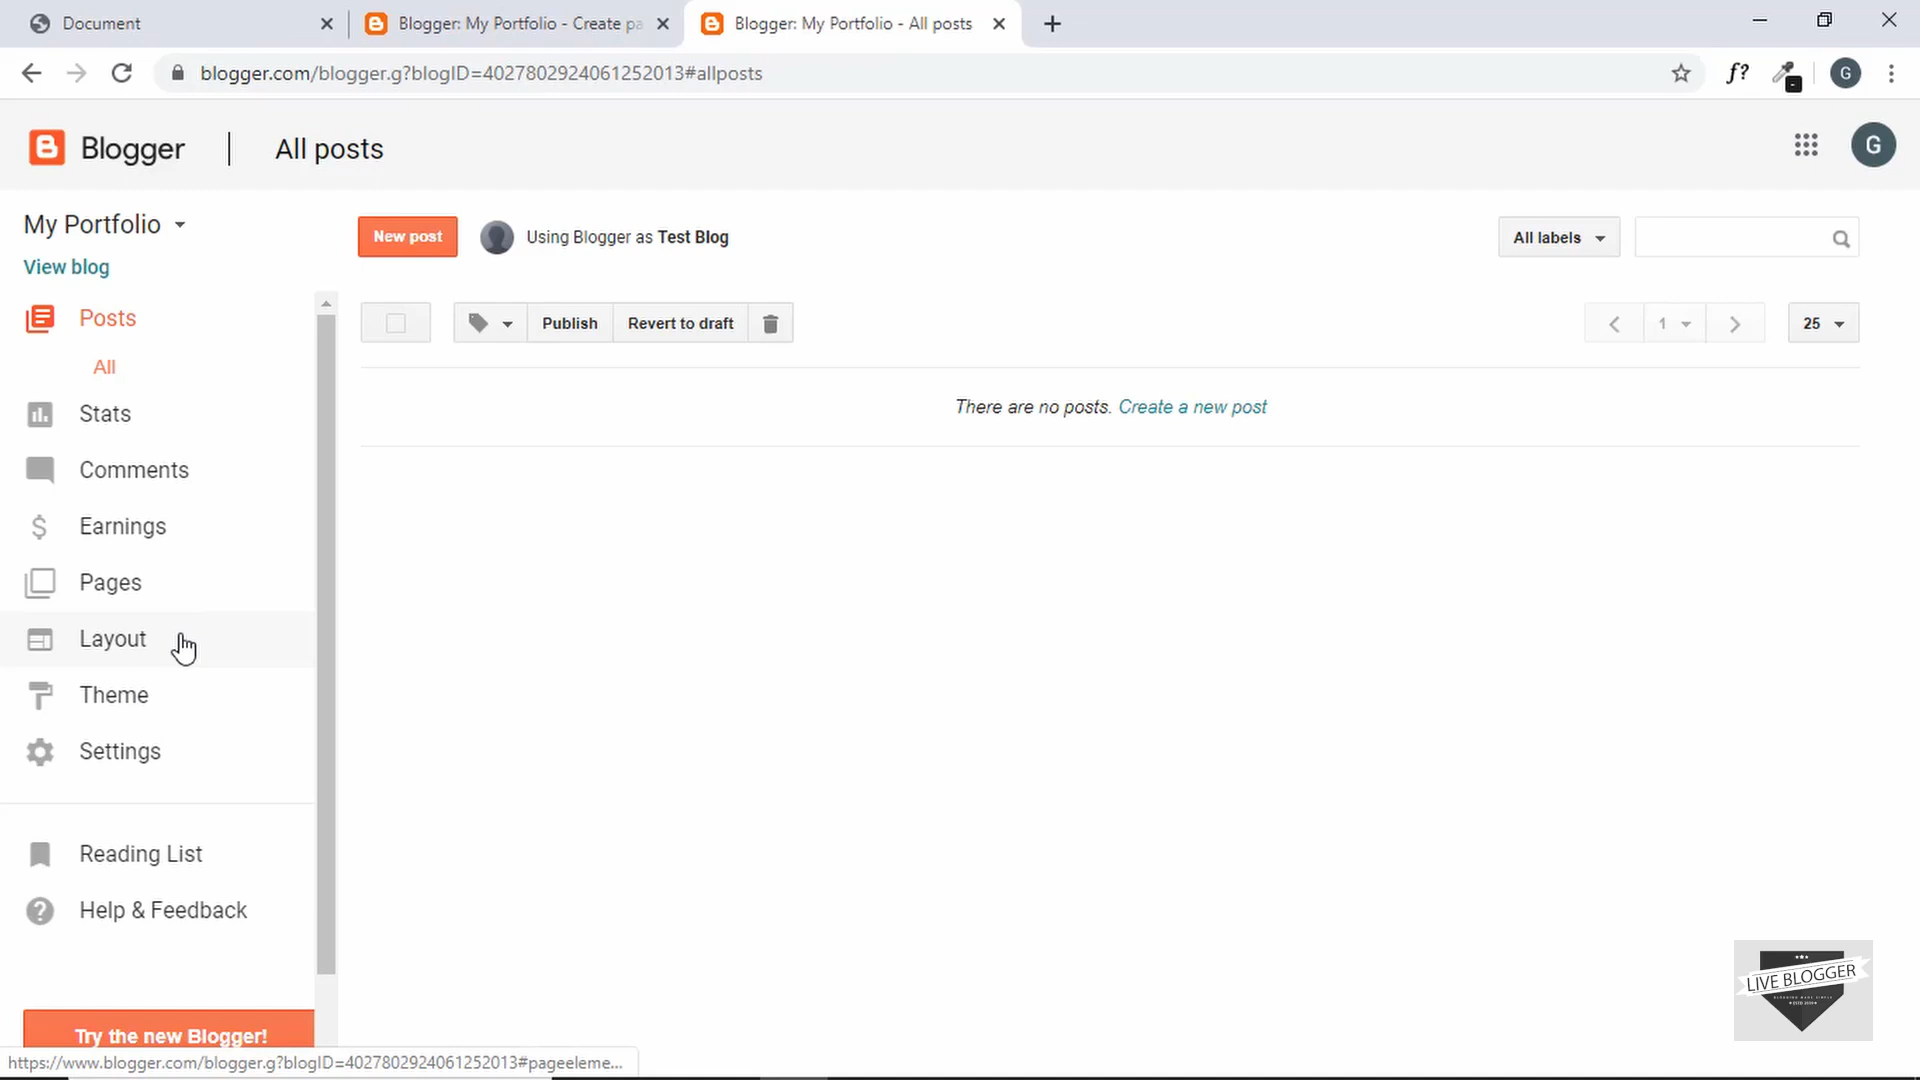 Document
Blogger: My Portfolio - Create pa
Blogger: My Portfolio - All posts
blogger.com/blogger.g?blogID=4027802924061252013#allposts
f?
G
Blogger
All posts
G
My Portfolio
View blog
New post
Using Blogger as Test Blog
All labels
Posts
All
Publish
Revert to draft
1
25
There are no posts. Create a new post
Stats
Comments
Earnings
Pages
Layout
Theme
Settings
Reading List
Help & Feedback
Try the new Blogger!
LIVE BLOGGER
BLOGGING MADE SIMPLE
https://www.blogger.com/blogger.g?blogID=4027802924061252013#pageeleme...